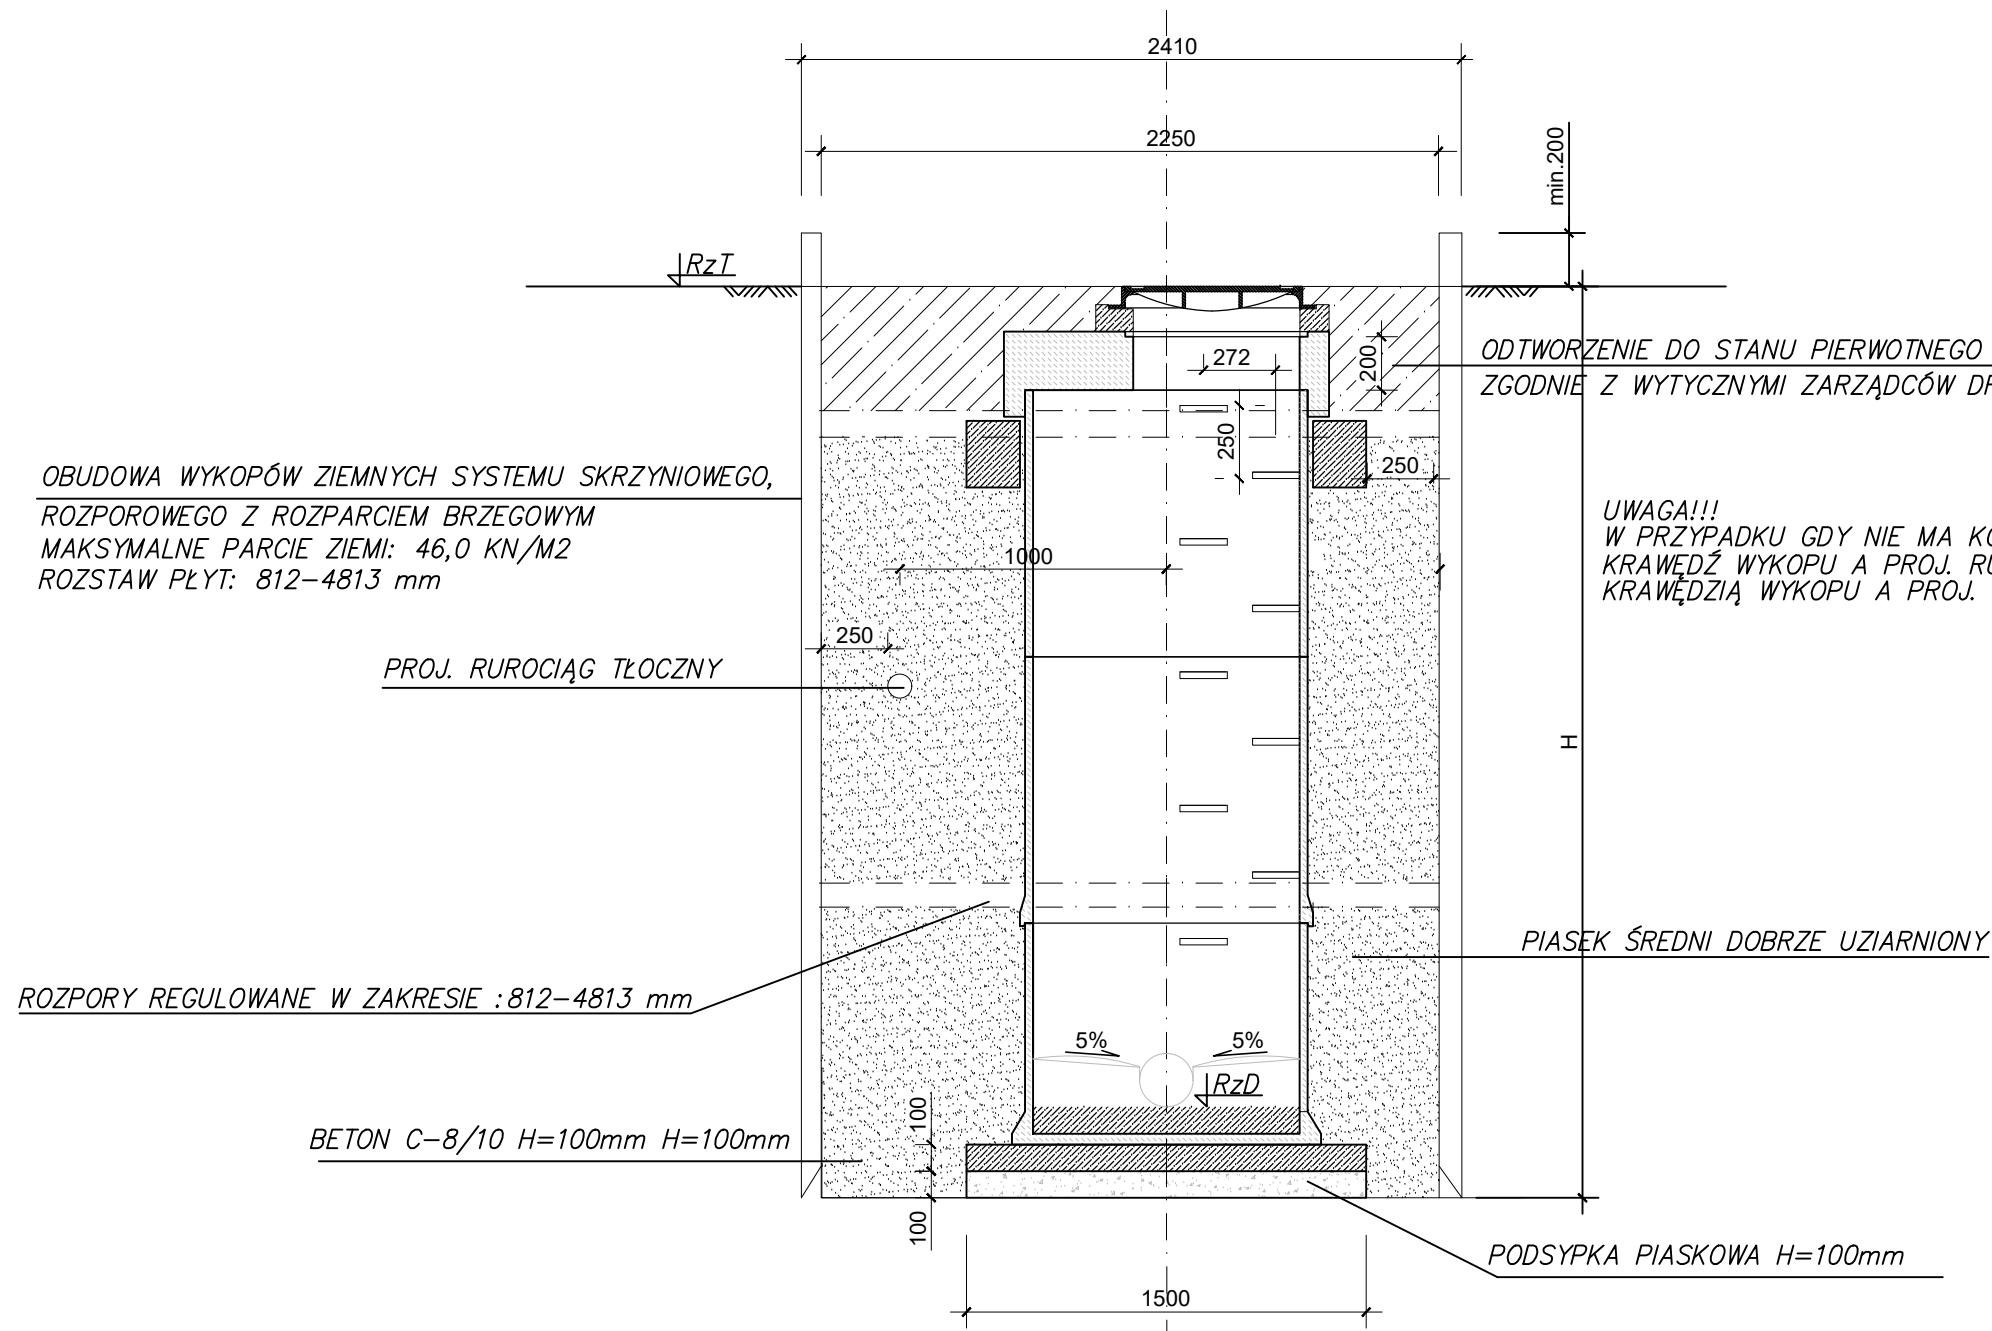 2410
2250
min.200
RzT
272
200
ODTWORZENIE DO STANU PIERWOTNEGO
ZGODNIE Z WYTYCZNYMI ZARZĄDCÓW
250
250
OBUDOWA WYKOPÓW ZIEMNYCH SYSTEMU SKRZYNIOWEGO,
ROZPOROWEGO Z ROZPARCIEM BRZEGOWYM
MAKSYMALNE PARCIE ZIEMI: 46,0 KN/M2
ROZSTAW PŁYT: 812-4813 mm
UWAGA!!!
W PRZYPADKU GDY NIE MA
KRAWĘDŹ WYKOPU A PROJ.
KRAWĘDZIĄ WYKOPU A PROJ.
1000
250
PROJ. RUROCIĄG TŁOCZNY
H
PIASEK ŚREDNI DOBRZE UZIARNIONY
ROZPORY REGULOWANE W ZAKRESIE :812-4813 mm
5%
5%
RzD
100
BETON C-8/10 H=100mm H=100mm
100
PODSYPKA PIASKOWA H=100mm
1500